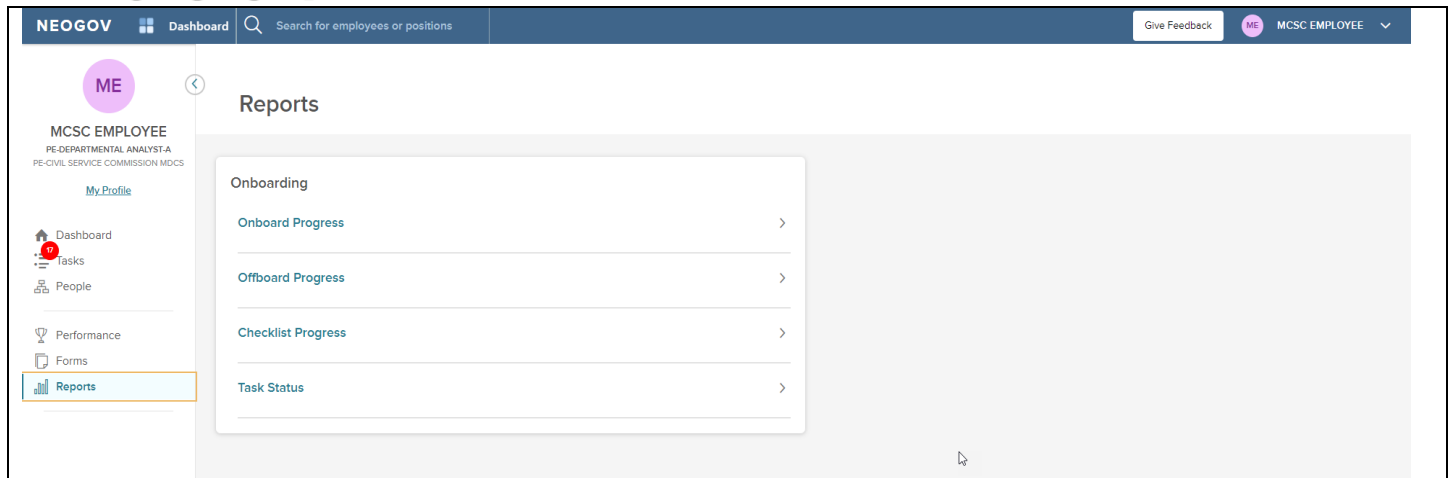 NEOGOV Dashboard Search for employees or positions Give Feedback ME MCSC EMPLOYEE
ME
Reports
MCSC EMPLOYEE
PE-DEPARTMENTAL ANALYST-A
PE-CIVIL SERVICE COMMISSION MDCS
My Profile
Dashboard
17
Tasks
People
Performance
Forms
Reports
Onboarding
Onboard Progress
Offboard Progress
Checklist Progress
Task Status